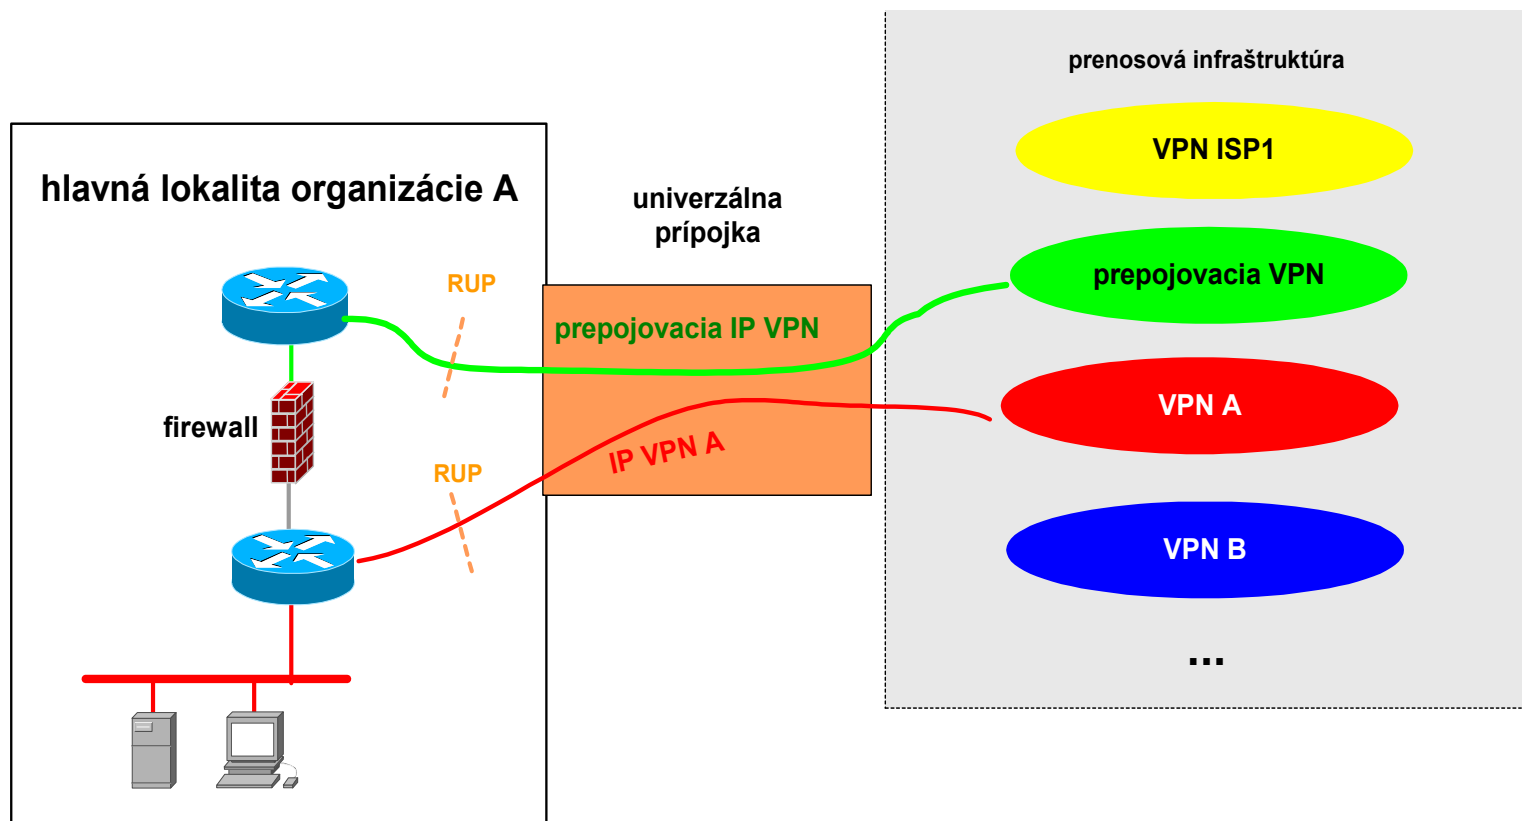 prenosová infraštruktúra
VPN ISP1
hlavná lokalita organizácie A
univerzálna
prípojka
prepojovacia VPN
RUP
prepojovacia IP VPN
VPN A
firewall
IP VPN A
RUP
VPN B
...